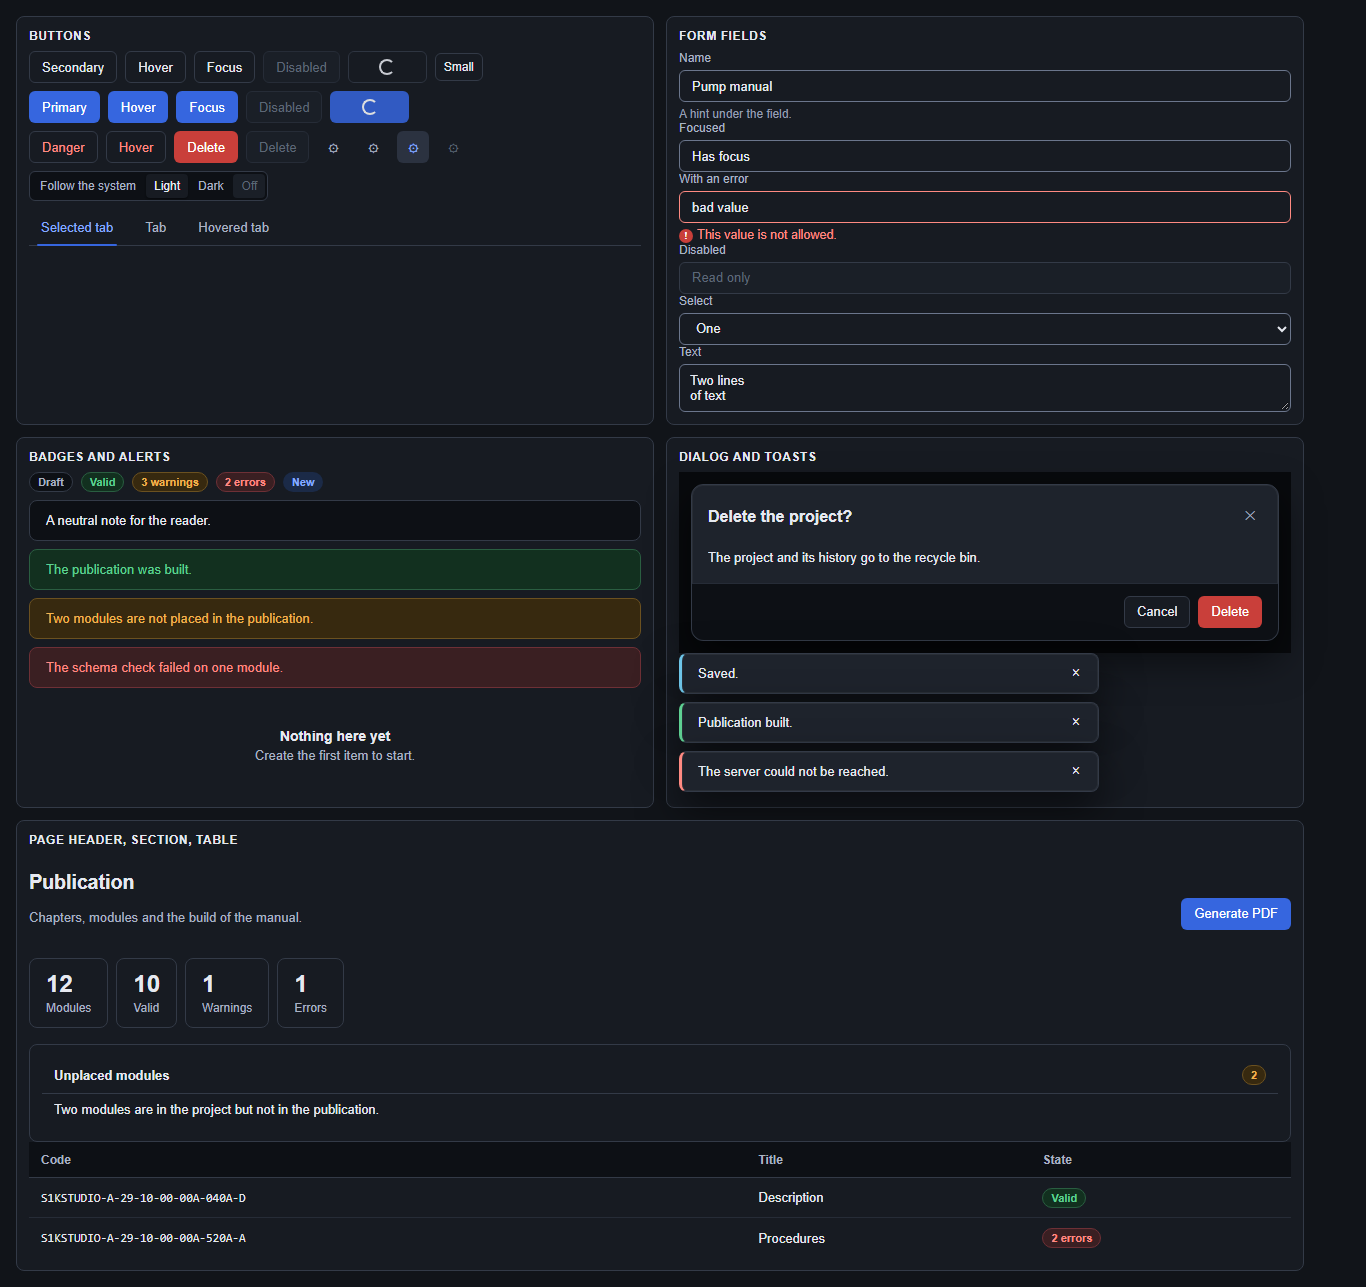 BUTTONS
Secondary Hover Focus Disabled Small
Primary Hover Focus Disabled
Danger Hover Delete Delete
Follow the system Light Dark Off
Selected tab Tab Hovered tab
FORM FIELDS
Name
Pump manual
A hint under the field.
Focused
Has focus
With an error
bad value
! This value is not allowed.
Disabled
Read only
Select
One
Text
Two lines
of text
BADGES AND ALERTS
Draft Valid 3 warnings 2 errors New
A neutral note for the reader.
The publication was built.
Two modules are not placed in the publication.
The schema check failed on one module.
Nothing here yet
Create the first item to start.
DIALOG AND TOASTS
Delete the project?
The project and its history go to the recycle bin.
Cancel Delete
Saved.
Publication built.
The server could not be reached.
PAGE HEADER, SECTION, TABLE
Publication
Chapters, modules and the build of the manual.
Generate PDF
12 10 1 1
Modules Valid Warnings Errors
Unplaced modules 2
Two modules are in the project but not in the publication.
Code Title State
S1KSTUDIO-A-29-10-00-00A-040A-D Description Valid
S1KSTUDIO-A-29-10-00-00A-520A-A Procedures 2 errors